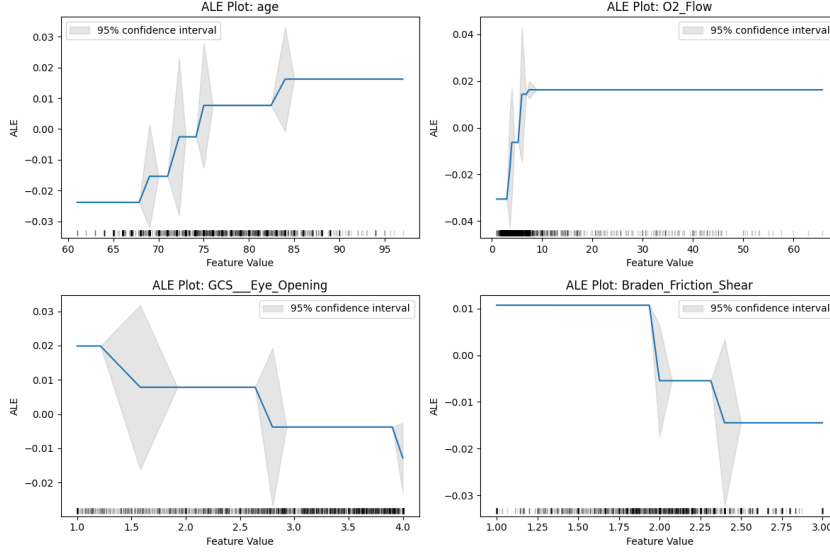 ALE Plot: age
95% confidence interval
0.03
0.02
0.01
0.00
−0.01
−0.02
−0.03
ALE
60 65 70 75 80 85 90 95
Feature Value
ALE Plot: O2_Flow
95% confidence interval
0.04
0.02
0.00
−0.02
−0.04
ALE
0 10 20 30 40 50 60
Feature Value
ALE Plot: GCS___Eye_Opening
95% confidence interval
0.03
0.02
0.01
0.00
−0.01
−0.02
ALE
1.0 1.5 2.0 2.5 3.0 3.5 4.0
Feature Value
ALE Plot: Braden_Friction_Shear
95% confidence interval
0.01
0.00
−0.01
−0.02
−0.03
ALE
1.00 1.25 1.50 1.75 2.00 2.25 2.50 2.75 3.00
Feature Value